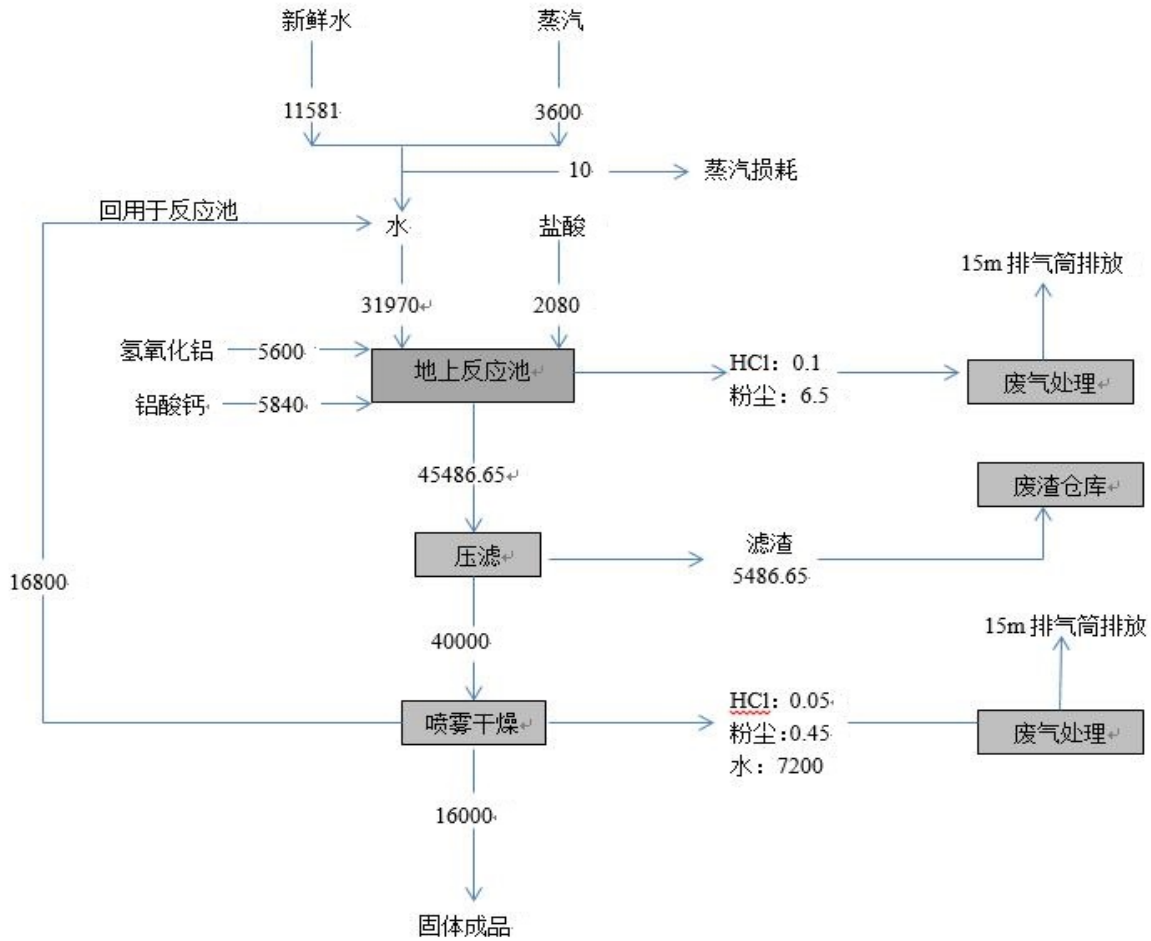 新鲜水
蒸汽
11581
3600
10
蒸汽损耗
回用于反应池
水
盐酸
15m 排气筒排放
31970
2080
氢氧化铝
5600
地上反应池
HCl：0.1
粉尘：6.5
废气处理
铝酸钙
5840
45486.65
废渣仓库
压滤
滤渣
5486.65
16800
40000
15m 排气筒排放
喷雾干燥
HCl：0.05
粉尘:0.45
水：7200
废气处理
16000
固体成品